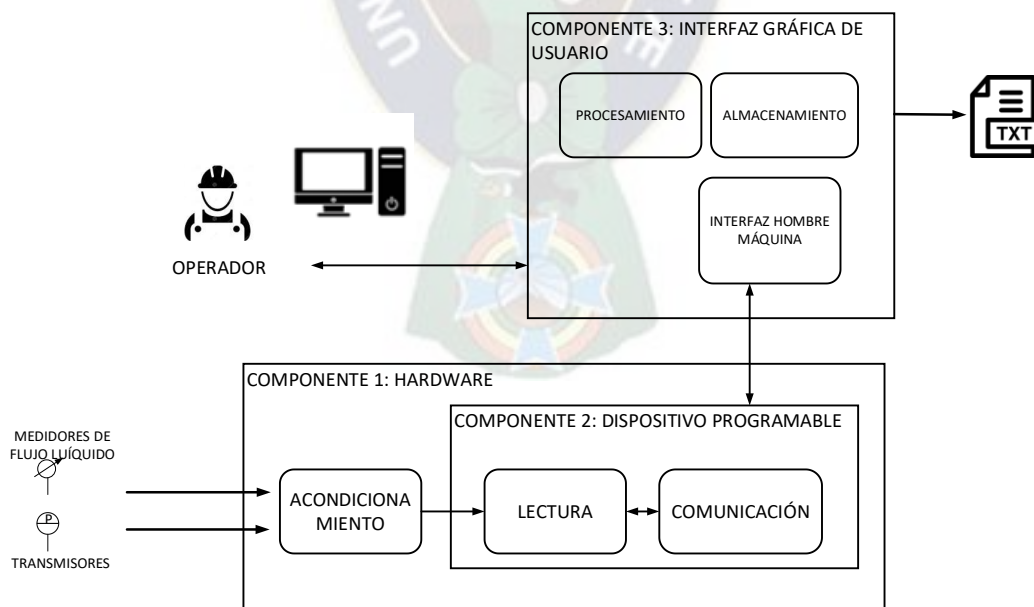 COMPONENTE 3: INTERFAZ GRÁFICA DE
USUARIO
PROCESAMIENTO
ALMACENAMIENTO
TXT
INTERFAZ HOMBRE
MÁQUINA
OPERADOR
COMPONENTE 1: HARDWARE
COMPONENTE 2: DISPOSITIVO PROGRAMABLE
MEDIDORES DE
FLUJO LUÍQUIDO
ACONDICIONA
MIENTO
LECTURA
COMUNICACIÓN
P
TRANSMISORES
UN
E